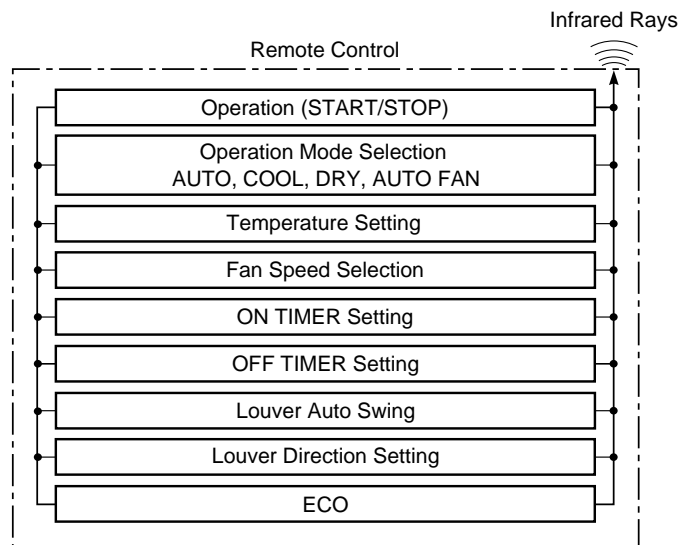 Infrared Rays
Remote Control
Operation (START/STOP)
Operation Mode Selection
AUTO, COOL, DRY, AUTO FAN
Temperature Setting
Fan Speed Selection
ON TIMER Setting
OFF TIMER Setting
Louver Auto Swing
Louver Direction Setting
ECO